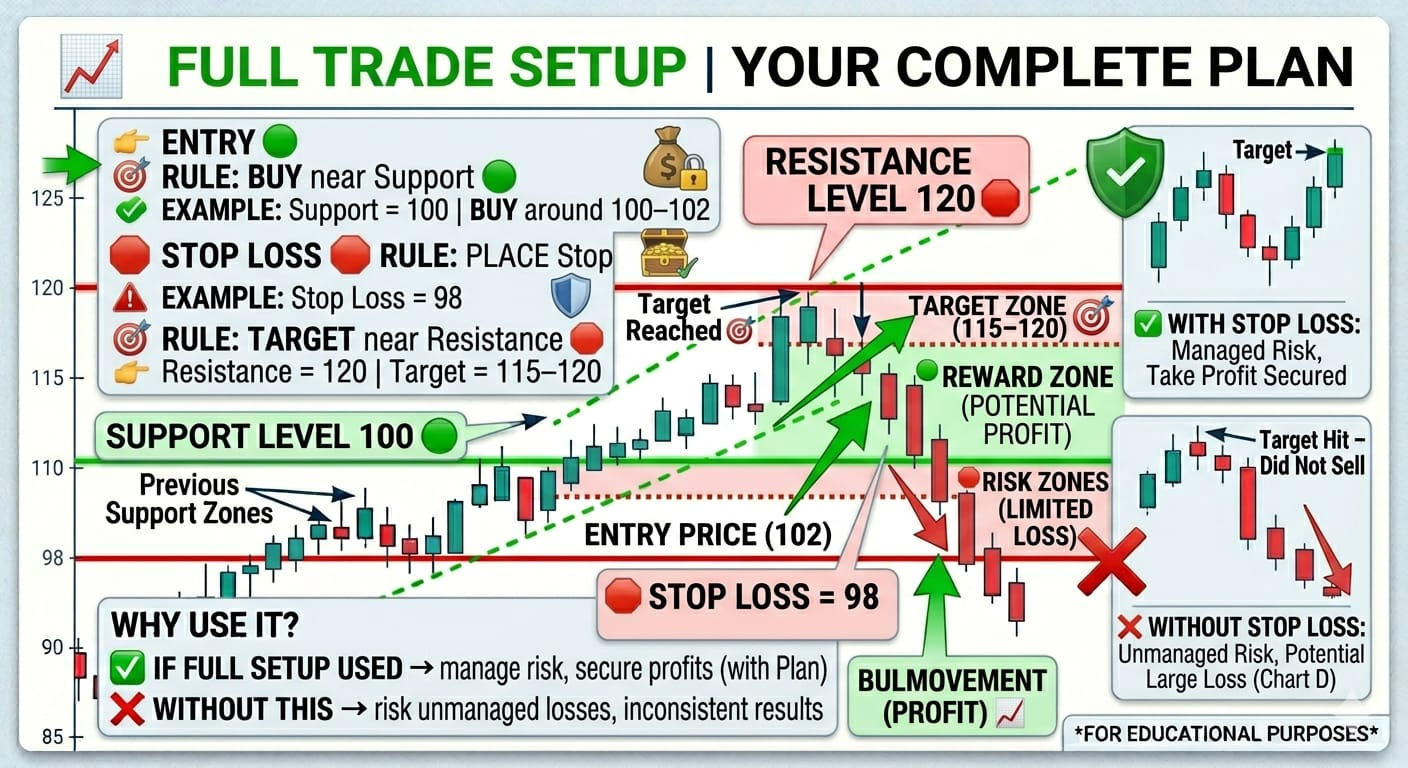 FULL TRADE SETUP | YOUR COMPLETE PLAN
ENTRY
RULE: BUY near Support
EXAMPLE: Support = 100 | BUY around 100–102
STOP LOSS RULE: PLACE Stop
EXAMPLE: Stop Loss = 98
RULE: TARGET near Resistance
Resistance = 120 | Target = 115–120
125
120
115
110
98
90
85
SUPPORT LEVEL 100
Previous
Support Zones
RESISTANCE
LEVEL 120
Target
Reached
TARGET ZONE
(115–120)
REWARD ZONE
(POTENTIAL
PROFIT)
RISK ZONES
(LIMITED
LOSS)
ENTRY PRICE (102)
STOP LOSS = 98
BULMOVEMENT
(PROFIT)
WHY USE IT?
IF FULL SETUP USED → manage risk, secure profits (with Plan)
WITHOUT THIS → risk unmanaged losses, inconsistent results
Target
WITH STOP LOSS:
Managed Risk,
Take Profit Secured
Target Hit –
Did Not Sell
WITHOUT STOP LOSS:
Unmanaged Risk, Potential
Large Loss (Chart D)
*FOR EDUCATIONAL PURPOSES*